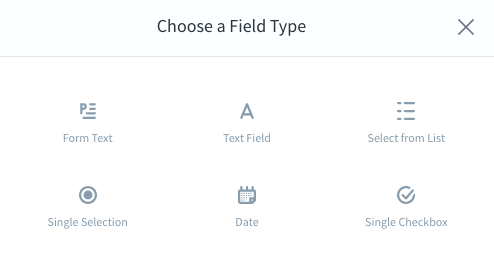 Choose a Field Type
Form Text
Text Field
Select from List
Single Selection
Date
Single Checkbox